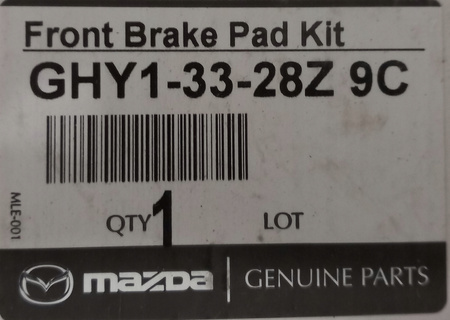 Front Brake Pad Kit
GHY1-33-28Z 9C
MLE-001
QTY 1 LOT
mazda GENUINE PARTS